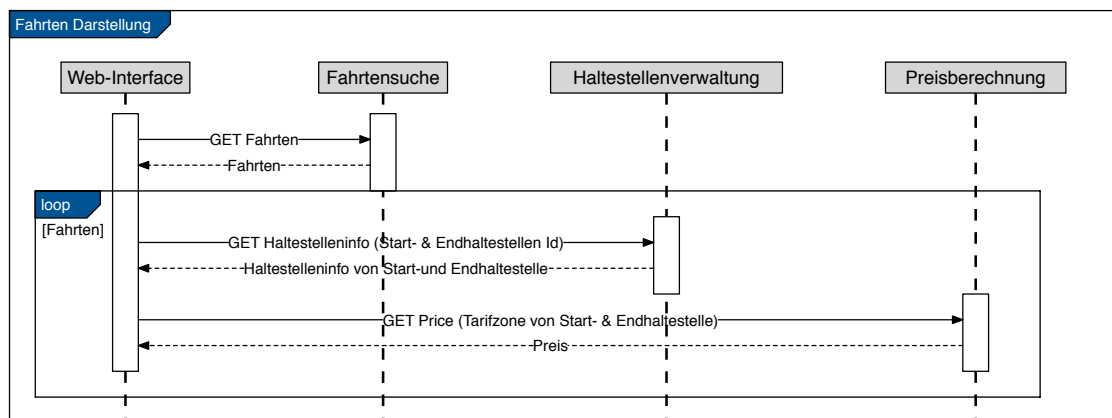 Fahrten Darstellung
Web-Interface
Fahrtensuche
Haltestellenverwaltung
Preisberechnung
GET Fahrten
Fahrten
loop
[Fahrten]
GET Haltestelleninfo (Start- & Endhaltestellen Id)
Haltestelleninfo von Start-und Endhaltestelle
GET Price (Tarifzone von Start- & Endhaltestelle)
Preis